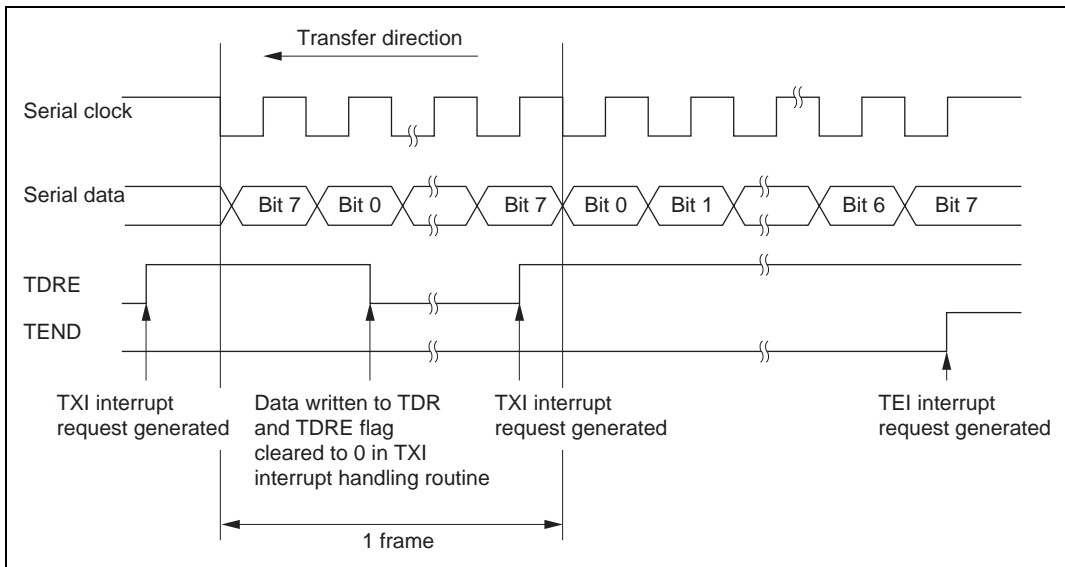 Transfer direction
Serial clock
Serial data
Bit 7 Bit 0 Bit 7 Bit 0 Bit 1 Bit 6 Bit 7
TDRE
TEND
TXI interrupt
request generated
Data written to TDR
and TDRE flag
cleared to 0 in TXI
interrupt handling routine
TXI interrupt
request generated
TEI interrupt
request generated
1 frame